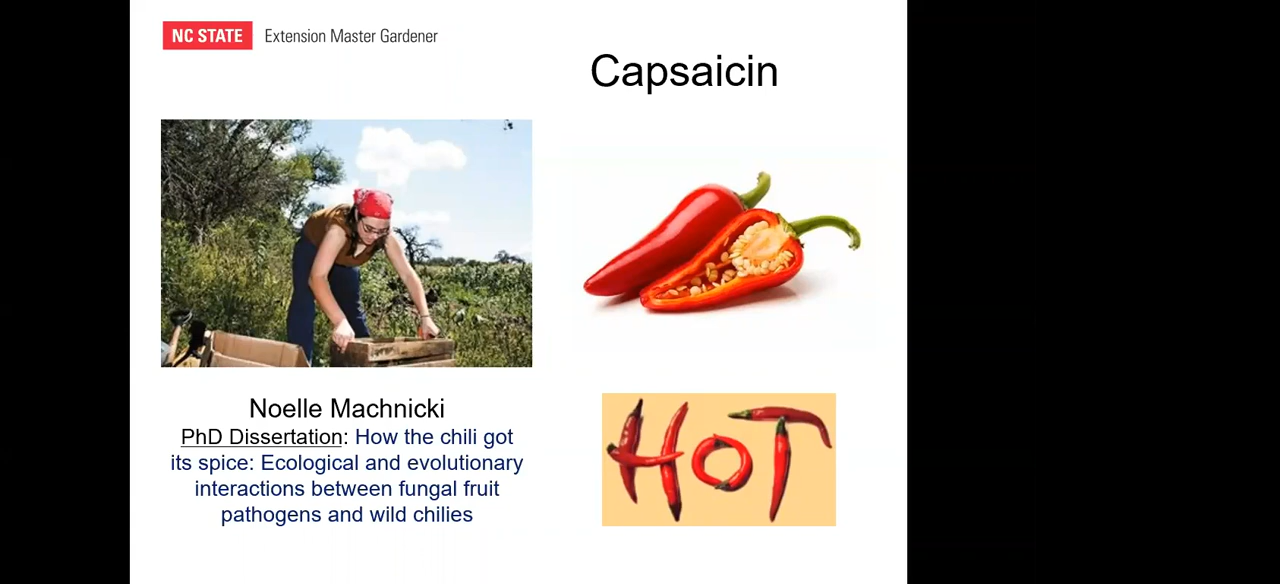 NC STATE Extension Master Gardener
Capsaicin
Noelle Machnicki
PhD Dissertation: How the chili got
its spice: Ecological and evolutionary
interactions between fungal fruit
pathogens and wild chilies
HOT